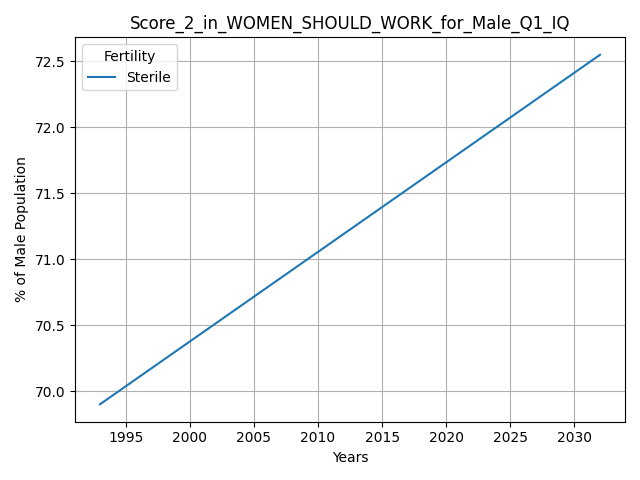 Score_2_in_WOMEN_SHOULD_WORK_for_Male_Q1_IQ
Fertility
Sterile
% of Male Population
72.5
72.0
71.5
71.0
70.5
70.0
1995 2000 2005 2010 2015 2020 2025 2030
Years